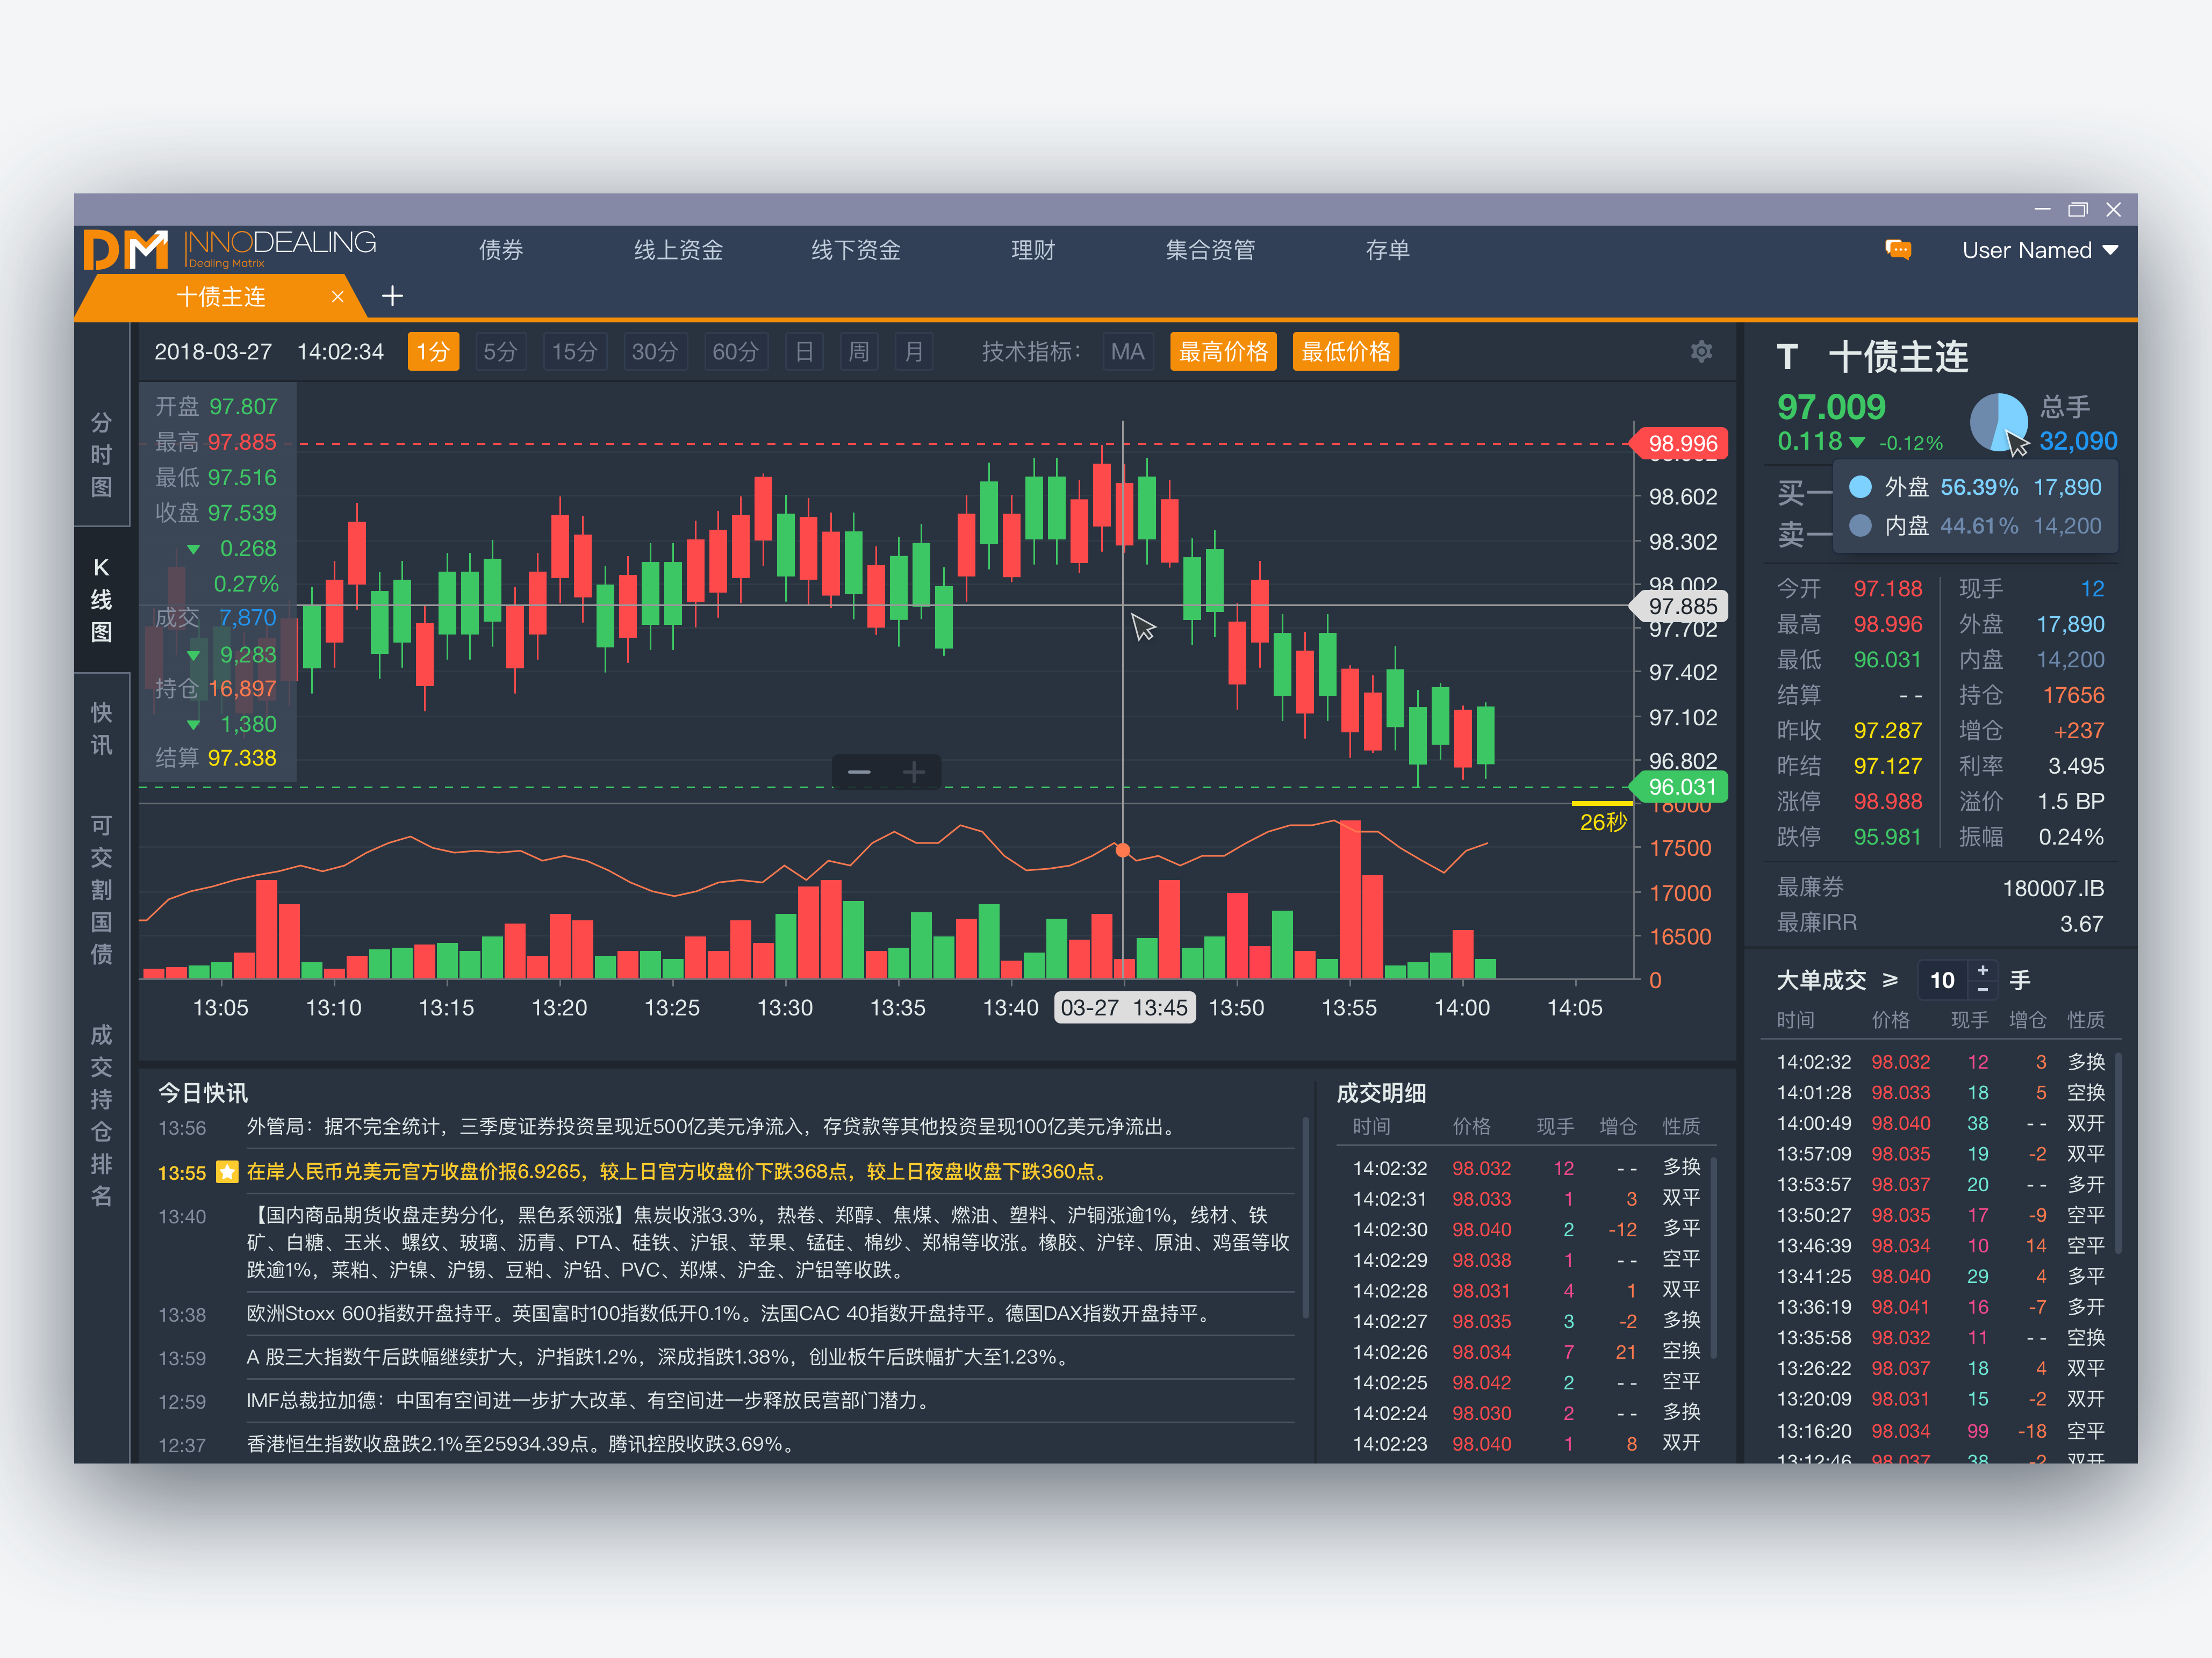 DM INNODEALING
Dealing Matrix
债券 线上资金 线下资金 理财 集合资管 存单
User Named
十债主连
2018-03-27 14:02:34 1分 5分 15分 30分 60分 日 周 月 技术指标： MA 最高价格 最低价格
分时图
K线图
快讯
可交割国债
成交持仓排名
开盘 97.807
最高 97.885
最低 97.516
收盘 97.539
▼ 0.268
0.27%
成交 7,870
▼ 9,283
持仓 16,897
▼ 1,380
结算 97.338
98.996
98.602
98.302
98.002
97.885
97.702
97.402
97.102
96.802
96.031
18000
26秒
17500
17000
16500
0
13:05 13:10 13:15 13:20 13:25 13:30 13:35 13:40 03-27 13:45 13:50 13:55 14:00 14:05
T 十债主连
97.009
0.118 ▼ -0.12%
总手
32,090
买一
卖一
外盘 56.39% 17,890
内盘 44.61% 14,200
今开 97.188 现手 12
最高 98.996 外盘 17,890
最低 96.031 内盘 14,200
结算 - - 持仓 17656
昨收 97.287 增仓 +237
昨结 97.127 利率 3.495
涨停 98.988 溢价 1.5 BP
跌停 95.981 振幅 0.24%
最廉券 180007.IB
最廉IRR 3.67
大单成交 ≥ 10 + - 手
时间 价格 现手 增仓 性质
14:02:32 98.032 12 3 多换
14:01:28 98.033 18 5 空换
14:00:49 98.040 38 - - 双开
13:57:09 98.035 19 -2 双平
13:53:57 98.037 20 - - 多开
13:50:27 98.035 17 -9 空平
13:46:39 98.034 10 14 空平
13:41:25 98.040 29 4 多平
13:36:19 98.041 16 -7 多开
13:35:58 98.032 11 - - 空换
13:26:22 98.037 18 4 双平
13:20:09 98.031 15 -2 双开
13:16:20 98.034 99 -18 空平
13:12:46 98.037 38 -2 双开
今日快讯
13:56 外管局：据不完全统计，三季度证券投资呈现近500亿美元净流入，存贷款等其他投资呈现100亿美元净流出。
13:55 在岸人民币兑美元官方收盘价报6.9265，较上日官方收盘价下跌368点，较上日夜盘收盘下跌360点。
13:40 【国内商品期货收盘走势分化，黑色系领涨】焦炭收涨3.3%，热卷、郑醇、焦煤、燃油、塑料、沪铜涨逾1%，线材、铁
矿、白糖、玉米、螺纹、玻璃、沥青、PTA、硅铁、沪银、苹果、锰硅、棉纱、郑棉等收涨。橡胶、沪锌、原油、鸡蛋等收
跌逾1%，菜粕、沪镍、沪锡、豆粕、沪铅、PVC、郑煤、沪金、沪铝等收跌。
13:38 欧洲Stoxx 600指数开盘持平。英国富时100指数低开0.1%。法国CAC 40指数开盘持平。德国DAX指数开盘持平。
13:59 A 股三大指数午后跌幅继续扩大，沪指跌1.2%，深成指跌1.38%，创业板午后跌幅扩大至1.23%。
12:59 IMF总裁拉加德：中国有空间进一步扩大改革、有空间进一步释放民营部门潜力。
12:37 香港恒生指数收盘跌2.1%至25934.39点。腾讯控股收跌3.69%。
成交明细
时间 价格 现手 增仓 性质
14:02:32 98.032 12 - - 多换
14:02:31 98.033 1 3 双平
14:02:30 98.040 2 -12 多平
14:02:29 98.038 1 - - 空平
14:02:28 98.031 4 1 双平
14:02:27 98.035 3 -2 多换
14:02:26 98.034 7 21 空换
14:02:25 98.042 2 - - 空平
14:02:24 98.030 2 - - 多换
14:02:23 98.040 1 8 双开